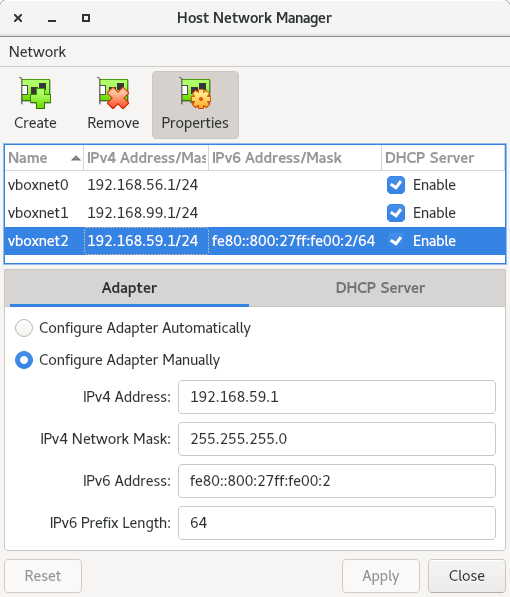 Host Network Manager
Network
Create Remove Properties
Name IPv4 Address/Mas IPv6 Address/Mask DHCP Server
vboxnet0 192.168.56.1/24 Enable
vboxnet1 192.168.99.1/24 Enable
vboxnet2 192.168.59.1/24 fe80::800:27ff:fe00:2/64 Enable
Adapter DHCP Server
Configure Adapter Automatically
Configure Adapter Manually
IPv4 Address: 192.168.59.1
IPv4 Network Mask: 255.255.255.0
IPv6 Address: fe80::800:27ff:fe00:2
IPv6 Prefix Length: 64
Reset Apply Close